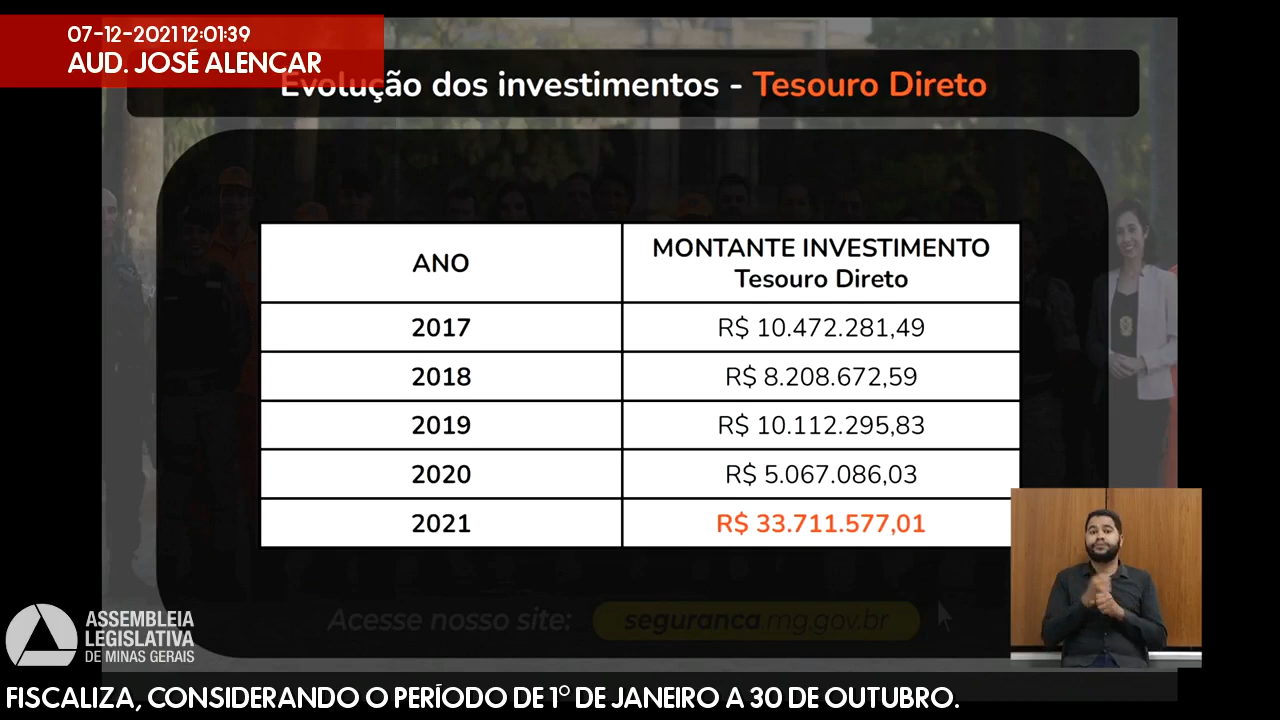 07-12-2021 12:01:39
AUD. JOSÉ ALENCAR
Evolução dos investimentos - Tesouro Direto
ANO
MONTANTE INVESTIMENTO
Tesouro Direto
2017
R$ 10.472.281,49
2018
R$ 8.208.672,59
2019
R$ 10.112.295,83
2020
R$ 5.067.086,03
2021
R$ 33.711.577,01
Acesse nosso site: seguranca.mg.gov.br
ASSEMBLEIA
LEGISLATIVA
DE MINAS GERAIS
FISCALIZA, CONSIDERANDO O PERÍODO DE 1° DE JANEIRO A 30 DE OUTUBRO.